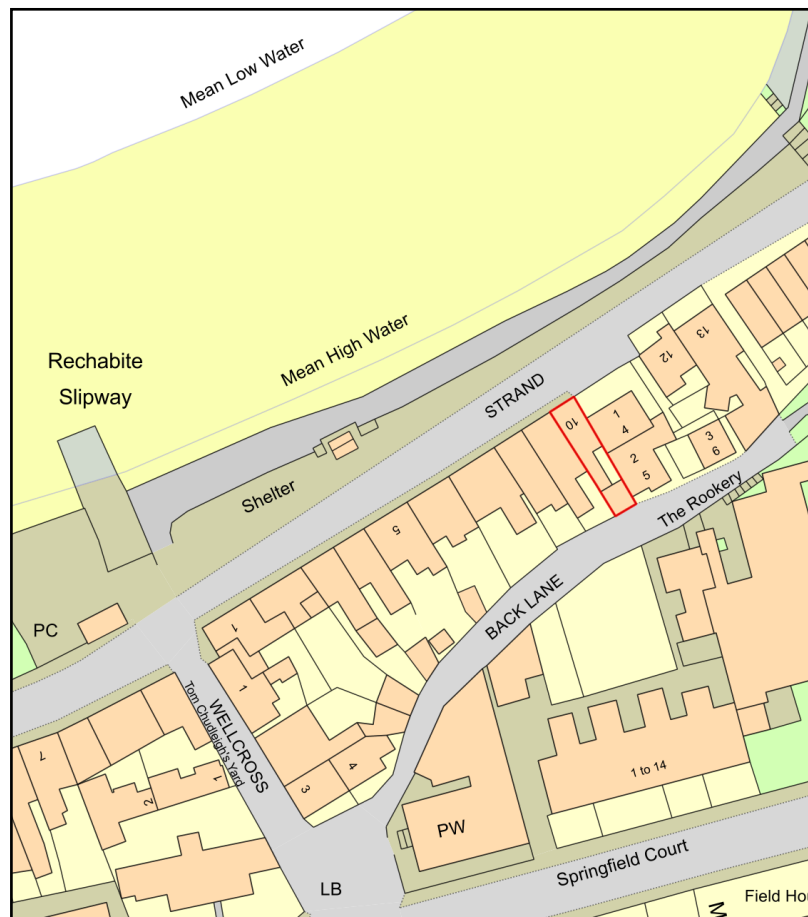 Mean Low Water
Mean High Water
Rechabite
Slipway
STRAND
Shelter
12
13
10
1
4
2
5
3
6
The Rookery
5
BACK LANE
PC
1
1
WELLCROSS
Tom Chudleigh's Yard
7
2
1
3
4
1 to 14
PW
LB
Springfield Court
Field Hou
M